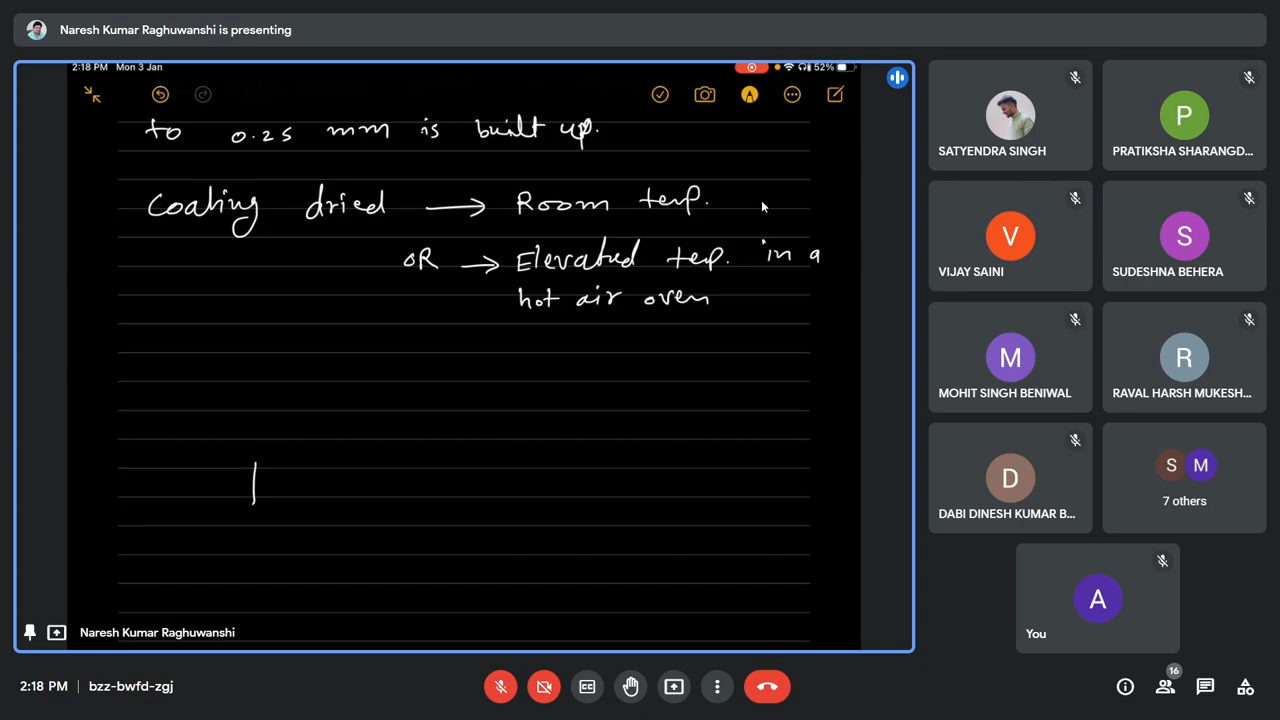 Naresh Kumar Raghuwanshi is presenting
2:18 PM Mon 3 Jan
52%
to 0.25 mm is built up.
Coating dried → Room temp.
OR → Elevated temp. in a
hot air oven
Naresh Kumar Raghuwanshi
SATYENDRA SINGH
P
PRATIKSHA SHARANGD...
V
VIJAY SAINI
S
SUDESHNA BEHERA
M
MOHIT SINGH BENIWAL
R
RAVAL HARSH MUKESH...
D
DABI DINESH KUMAR B...
S M
7 others
A
You
2:18 PM
bzz-bwfd-zgj
CC
16